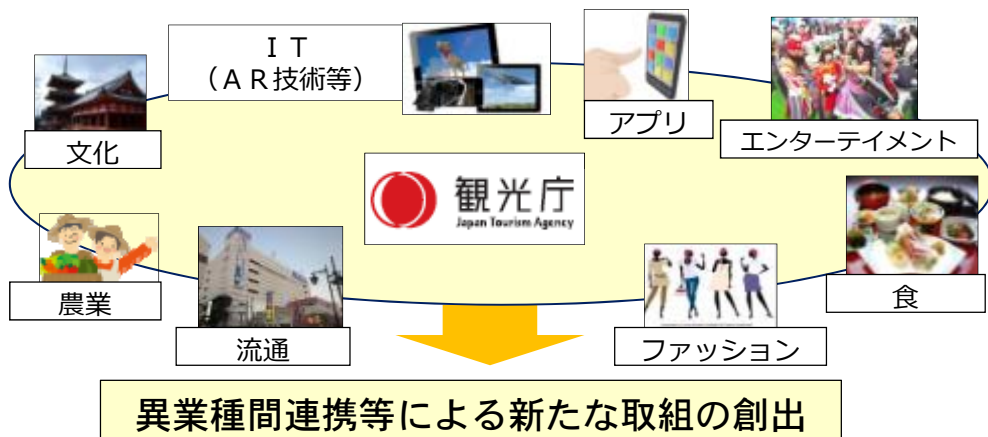 ＩＴ
（ＡＲ技術等）
アプリ
エンターテイメント
文化
観光庁
Japan Tourism Agency
農業
食
流通
ファッション
異業種間連携等による新たな取組の創出